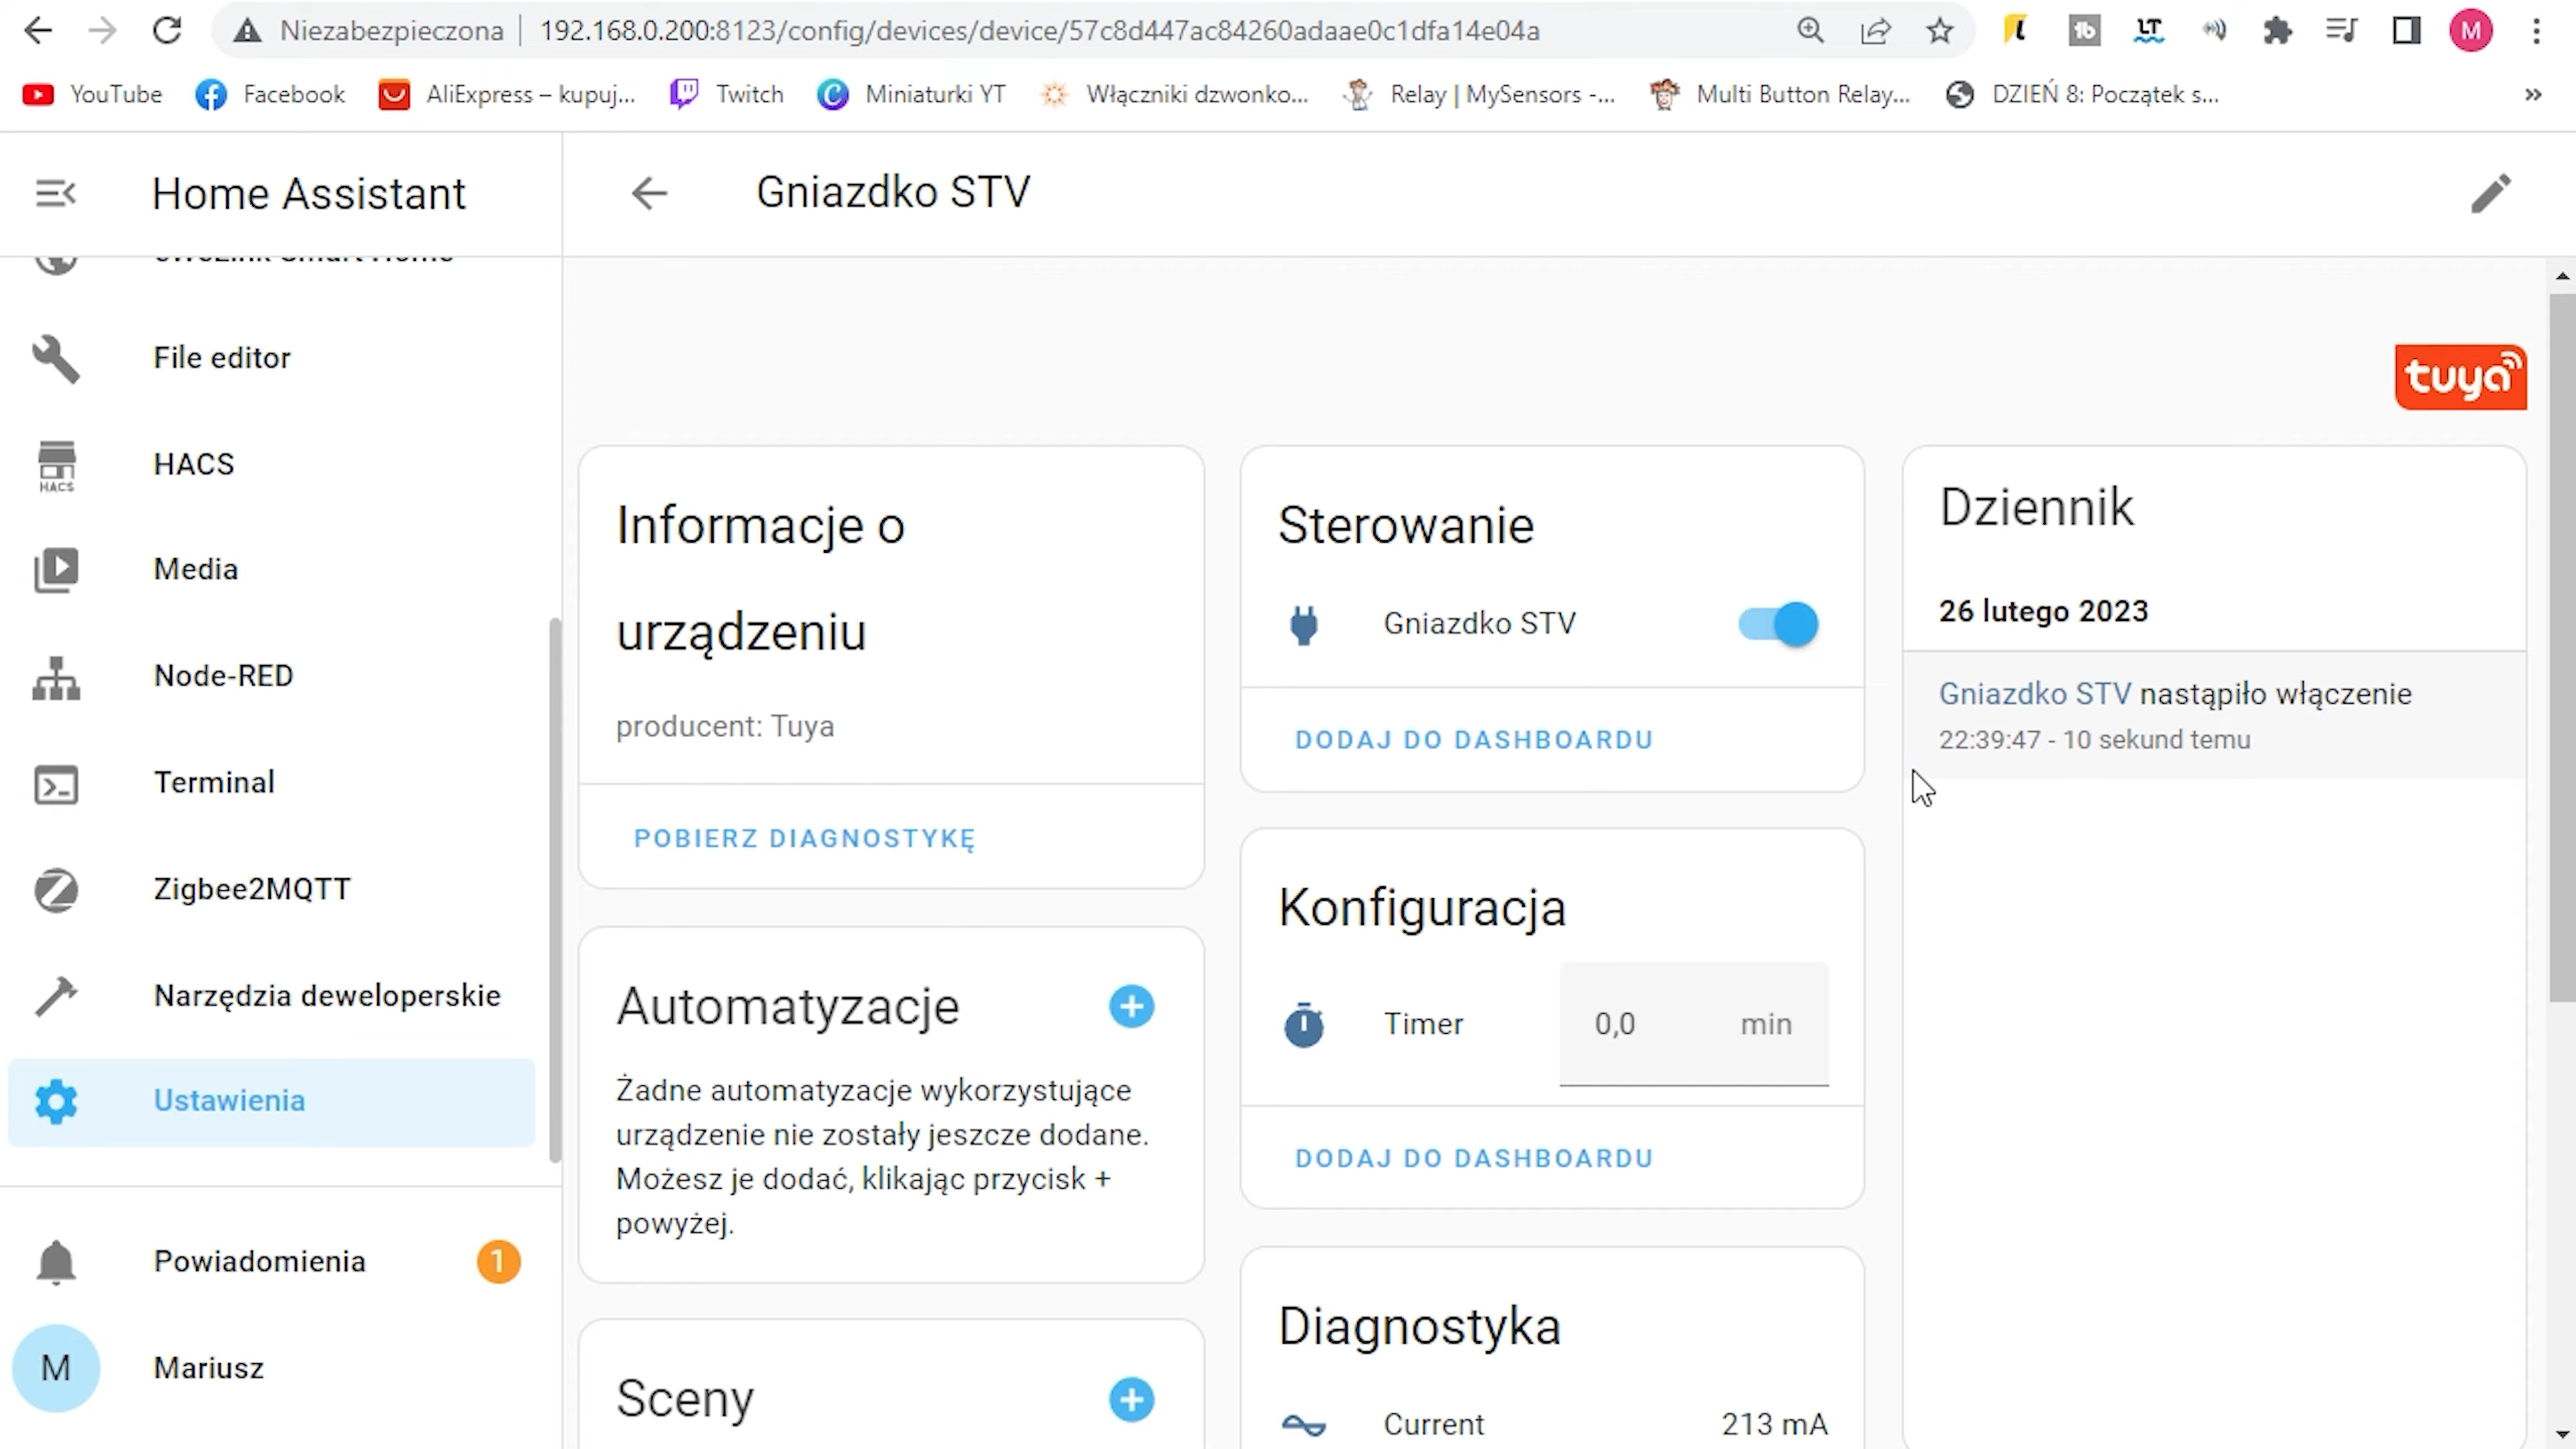 Niezabezpieczona
192.168.0.200:8123/config/devices/device/57c8d447ac84260adaae0c1dfa14e04a
YouTube
Facebook
AliExpress – kupuj...
Twitch
Miniaturki YT
Włączniki dzwonko...
Relay | MySensors -...
Multi Button Relay...
DZIEŃ 8: Początek s...
»
Home Assistant
Gniazdko STV
File editor
HACS
Media
Node-RED
Terminal
Zigbee2MQTT
Narzędzia deweloperskie
Ustawienia
Powiadomienia
1
M
Mariusz
tuya
Informacje o
urządzeniu
producent: Tuya
POBIERZ DIAGNOSTYKĘ
Automatyzacje
Żadne automatyzacje wykorzystujące
urządzenie nie zostały jeszcze dodane.
Możesz je dodać, klikając przycisk +
powyżej.
Sceny
Sterowanie
Gniazdko STV
DODAJ DO DASHBOARDU
Konfiguracja
Timer
0,0
min
DODAJ DO DASHBOARDU
Diagnostyka
Current
213 mA
Dziennik
26 lutego 2023
Gniazdko STV nastąpiło włączenie
22:39:47 - 10 sekund temu